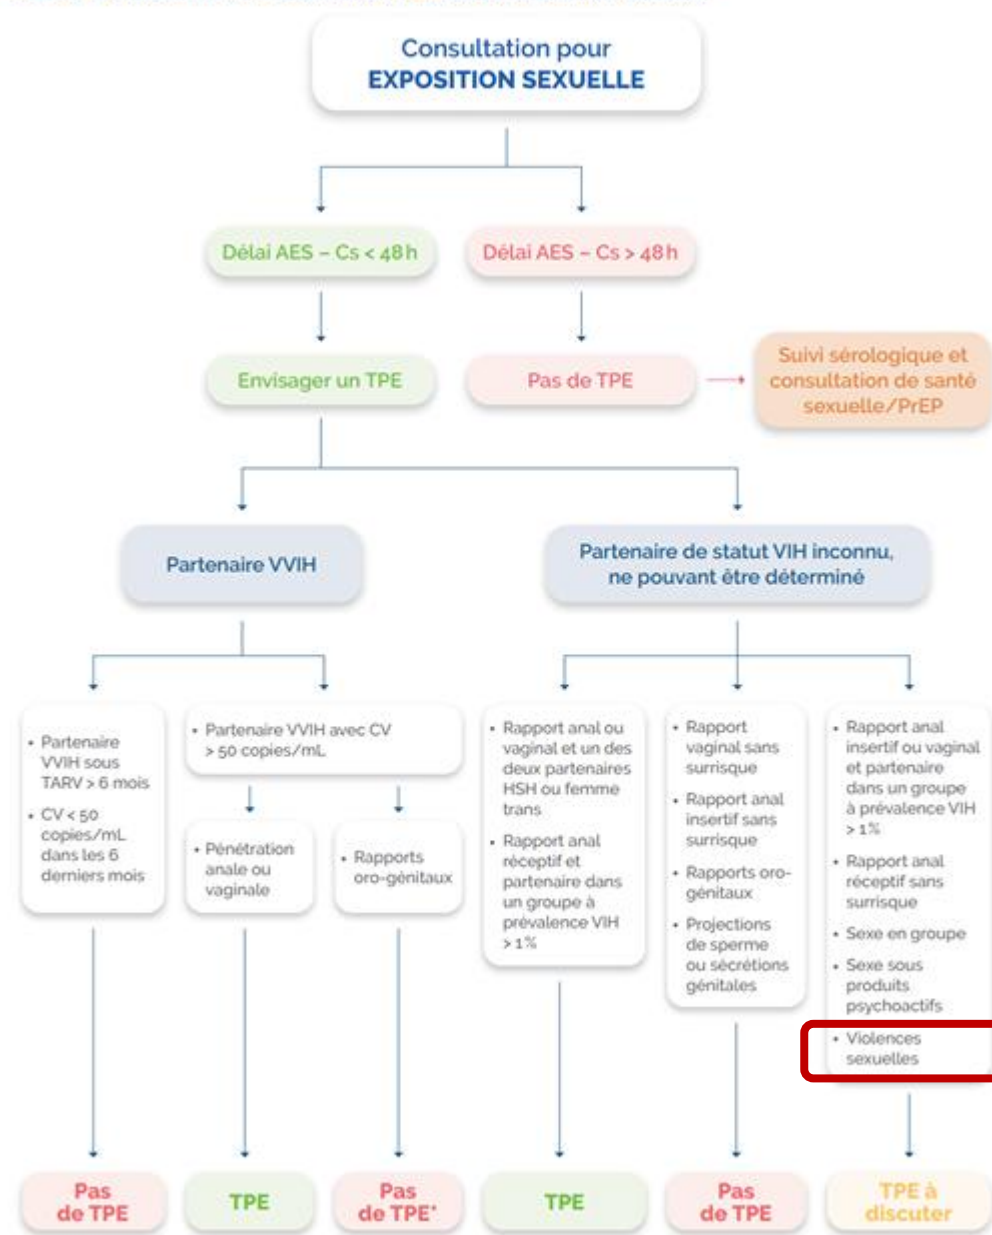 Consultation pour
EXPOSITION SEXUELLE
Délai AES – Cs < 48 h
Délai AES – Cs > 48 h
Envisager un TPE
Pas de TPE
Suivi sérologique et
consultation de santé
sexuelle/PrEP
Partenaire VVIH
Partenaire de statut VIH inconnu,
ne pouvant être déterminé
• Partenaire
VVIH sous
TARV > 6 mois
• CV < 50
copies/mL
dans les 6
derniers mois
• Partenaire VVIH avec CV
> 50 copies/mL
• Pénétration
anale ou
vaginale
• Rapports
oro-génitaux
• Rapport anal ou
vaginal et un des
deux partenaires
HSH ou femme
trans
• Rapport anal
réceptif et
partenaire dans
un groupe à
prévalence VIH
> 1 %
• Rapport
vaginal sans
surrisque
• Rapport anal
insertif sans
surrisque
• Rapports oro-
génitaux
• Projections
de sperme
ou sécrétions
génitales
• Rapport anal
insertif ou vaginal
et partenaire
dans un groupe
à prévalence VIH
> 1 %
• Rapport anal
réceptif sans
surrisque
• Sexe en groupe
• Sexe sous
produits
psychoactifs
• Violences
sexuelles
Pas
de TPE
TPE
Pas
de TPE*
TPE
Pas
de TPE
TPE à
discuter